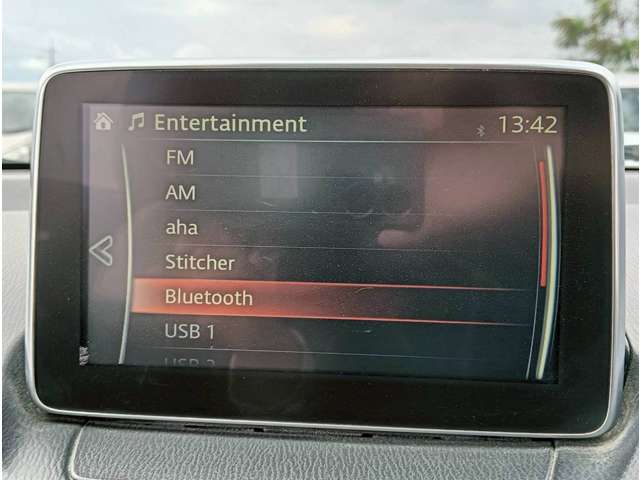 Entertainment 13:42
FM
AM
aha
Stitcher
Bluetooth
USB 1